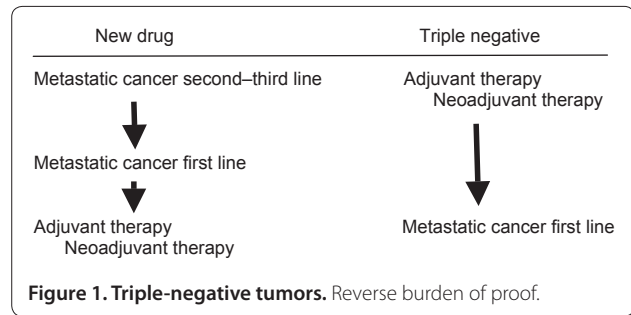 New drug
Triple negative
Metastatic cancer second–third line
Metastatic cancer first line
Adjuvant therapy
Neoadjuvant therapy
Adjuvant therapy
Neoadjuvant therapy
Metastatic cancer first line
Figure 1. Triple-negative tumors. Reverse burden of proof.